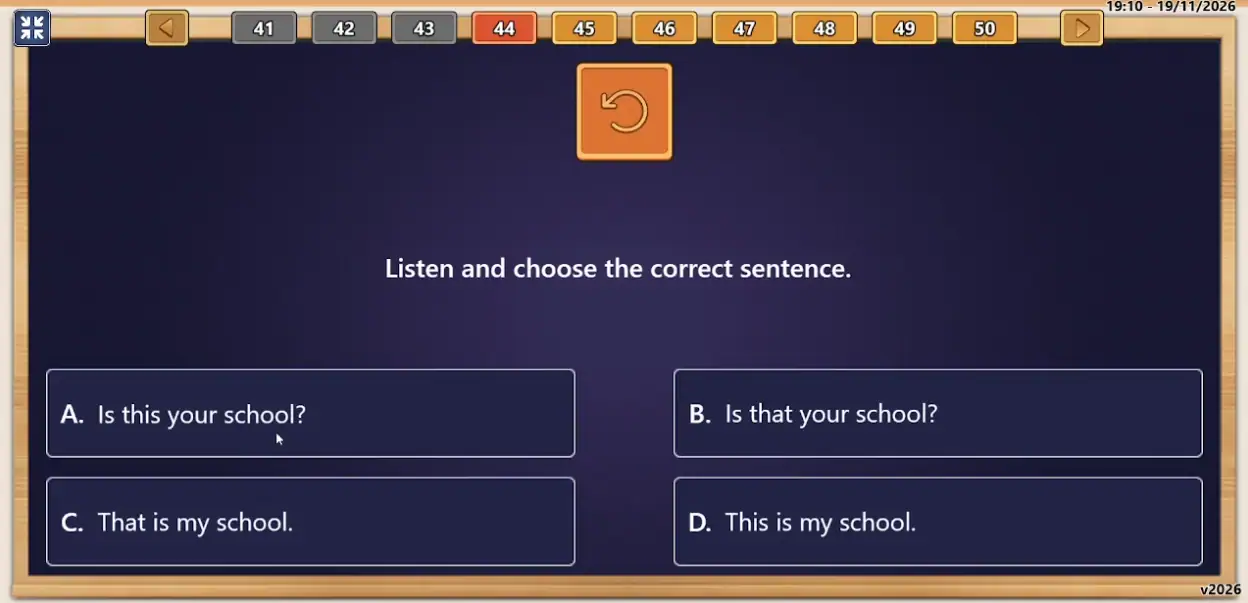 19:10 - 19/11/2026
41 42 43 44 45 46 47 48 49 50
Listen and choose the correct sentence.
A. Is this your school?
B. Is that your school?
C. That is my school.
D. This is my school.
v2026